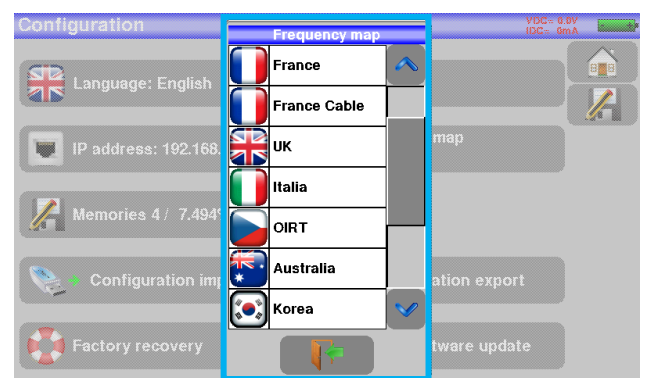 Configuration
VDC= 0.0V
IDC= 0mA
Frequency map
France
France Cable
UK
Italia
OIRT
Australia
Korea
Language: English
IP address: 192.168.
map
Memories 4 / 7.494
Configuration imp
ation export
Factory recovery
tware update